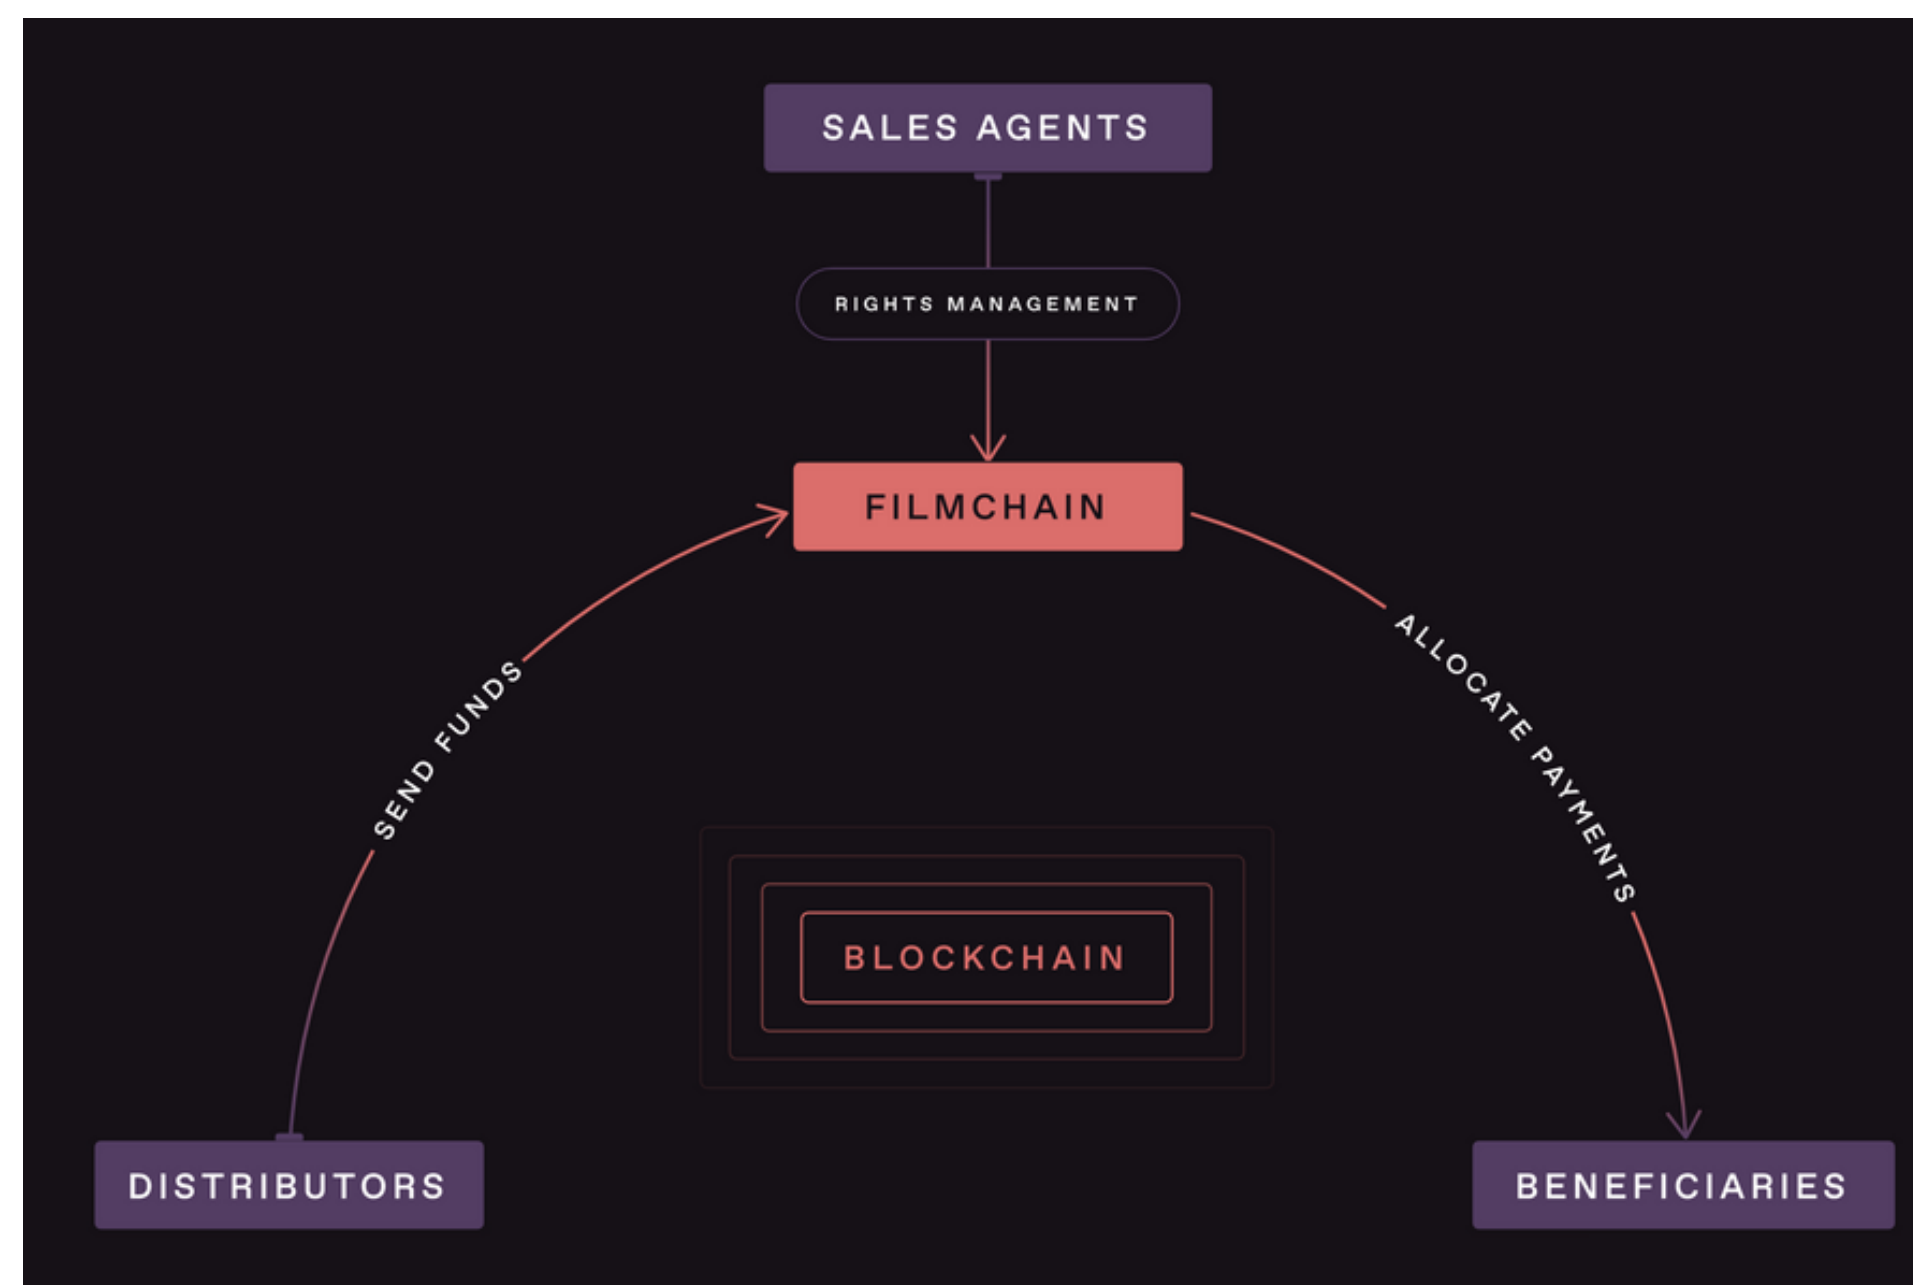 SALES AGENTS
RIGHTS MANAGEMENT
FILMCHAIN
SEND FUNDS
ALLOCATE PAYMENTS
BLOCKCHAIN
DISTRIBUTORS
BENEFICIARIES